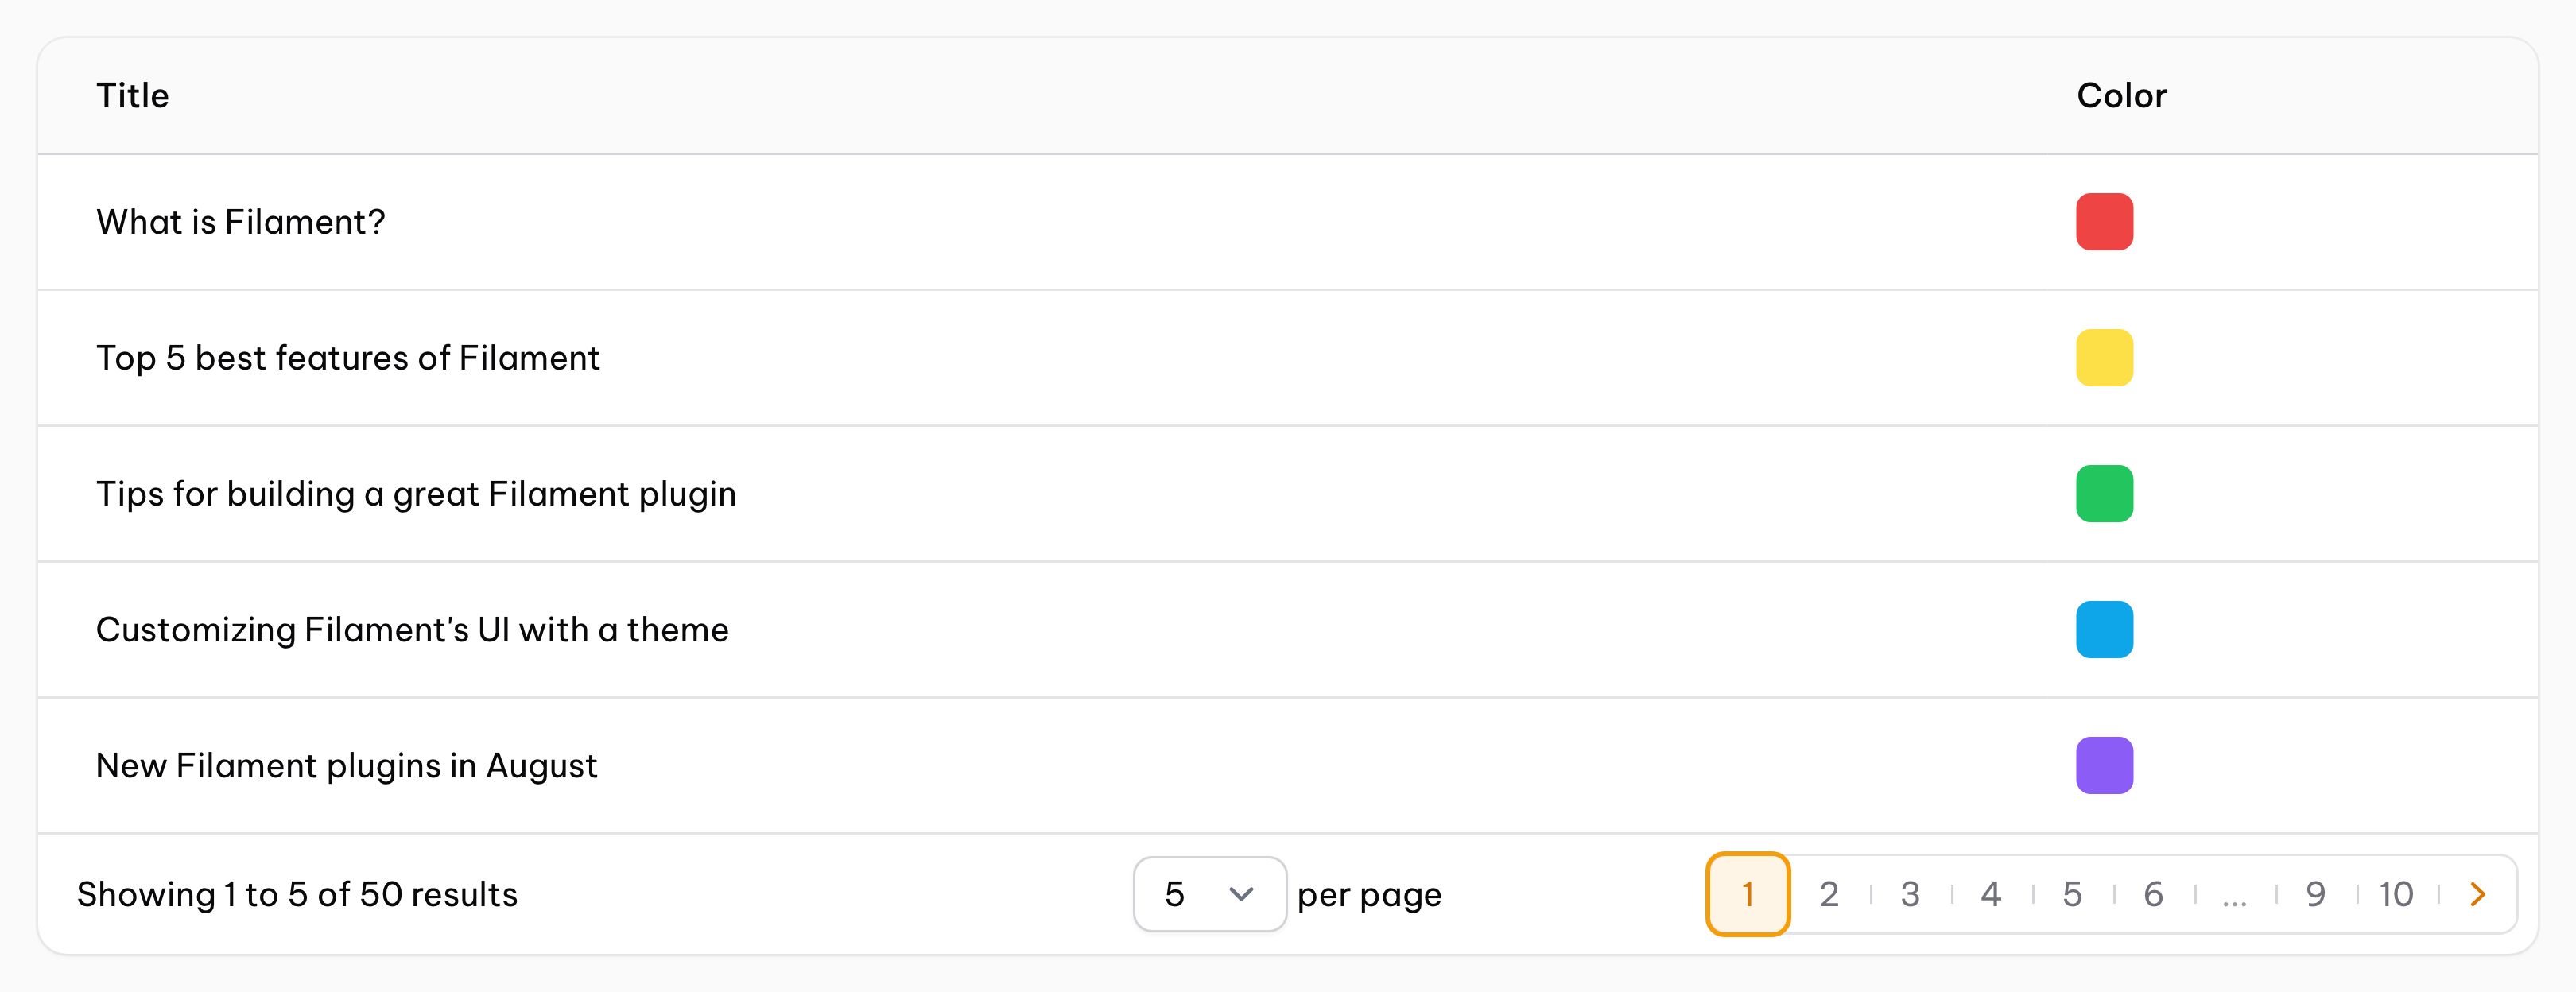 Title Color
What is Filament?
Top 5 best features of Filament
Tips for building a great Filament plugin
Customizing Filament's UI with a theme
New Filament plugins in August
Showing 1 to 5 of 50 results 5 per page 1 2 3 4 5 6 ... 9 10